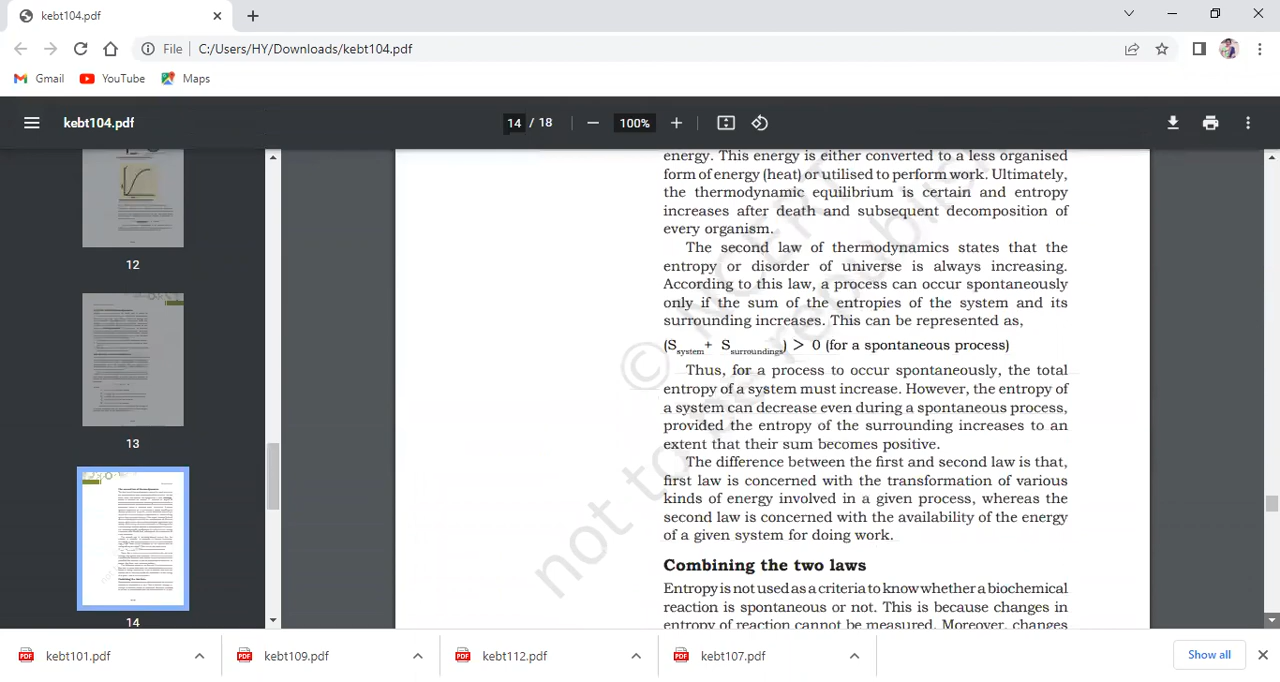 kebt104.pdf
File C:/Users/HY/Downloads/kebt104.pdf
Gmail YouTube Maps
kebt104.pdf 14 / 18 100%
12
13
14
energy. This energy is either converted to a less organised
form of energy (heat) or utilised to perform work. Ultimately,
the thermodynamic equilibrium is certain and entropy
increases after death and subsequent decomposition of
every organism.
The second law of thermodynamics states that the
entropy or disorder of universe is always increasing.
According to this law, a process can occur spontaneously
only if the sum of the entropies of the system and its
surrounding increases. This can be represented as,
(Ssystem+ Ssurroundings) > 0 (for a spontaneous process)
Thus, for a process to occur spontaneously, the total
entropy of a system must increase. However, the entropy of
a system can decrease even during a spontaneous process,
provided the entropy of the surrounding increases to an
extent that their sum becomes positive.
The difference between the first and second law is that,
first law is concerned with the transformation of various
kinds of energy involved in a given process, whereas the
second law is concerned with the availability of the energy
of a given system for doing work.
Combining the two laws
Entropy is not used as a criteria to know whether a biochemical
reaction is spontaneous or not. This is because changes in
entropy of reaction cannot be measured. Moreover, changes
kebt101.pdf kebt109.pdf kebt112.pdf kebt107.pdf Show all